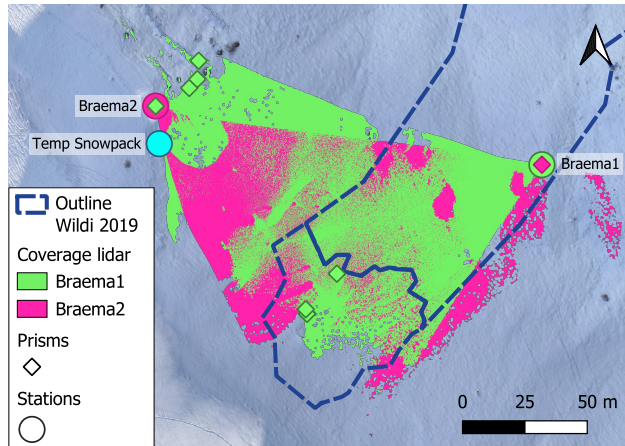 Braema2
Temp Snowpack
Braema1
Outline
Wildi 2019
Coverage lidar
Braema1
Braema2
Prisms
Stations
0 25 50 m